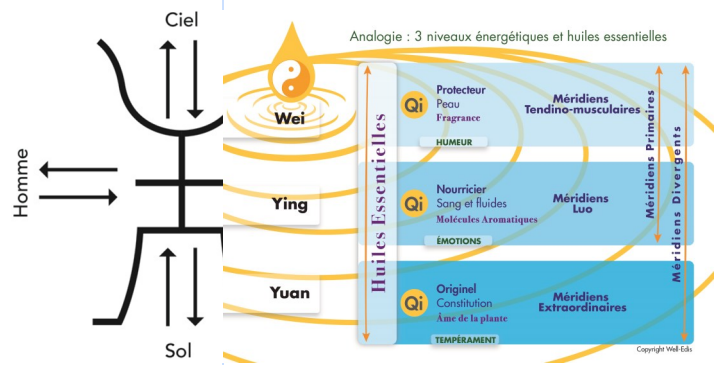 Ciel
Homme
Sol
Analogie : 3 niveaux énergétiques et huiles essentielles
Wei
Ying
Yuan
Huiles Essentielles
Qi
Protecteur
Peau
Fragrance
HUMEUR
Méridiens
Tendino-musculaires
Qi
Nourricier
Sang et fluides
Molécules Aromatiques
ÉMOTIONS
Méridiens
Luo
Qi
Originel
Constitution
Âme de la plante
TEMPÉRAMENT
Méridiens
Extraordinaires
Méridiens Primaires
Méridiens Divergents
Copyright Well-Edis